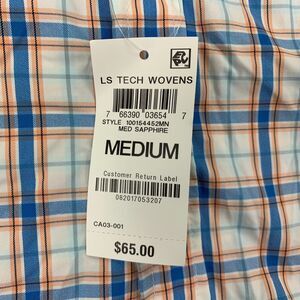 LS TECH WOVENS
7 66390 03654 7
STYLE 100154452MN
MED SAPPHIRE
MEDIUM
Customer Return Label
082017053207
CA03-001
$65.00